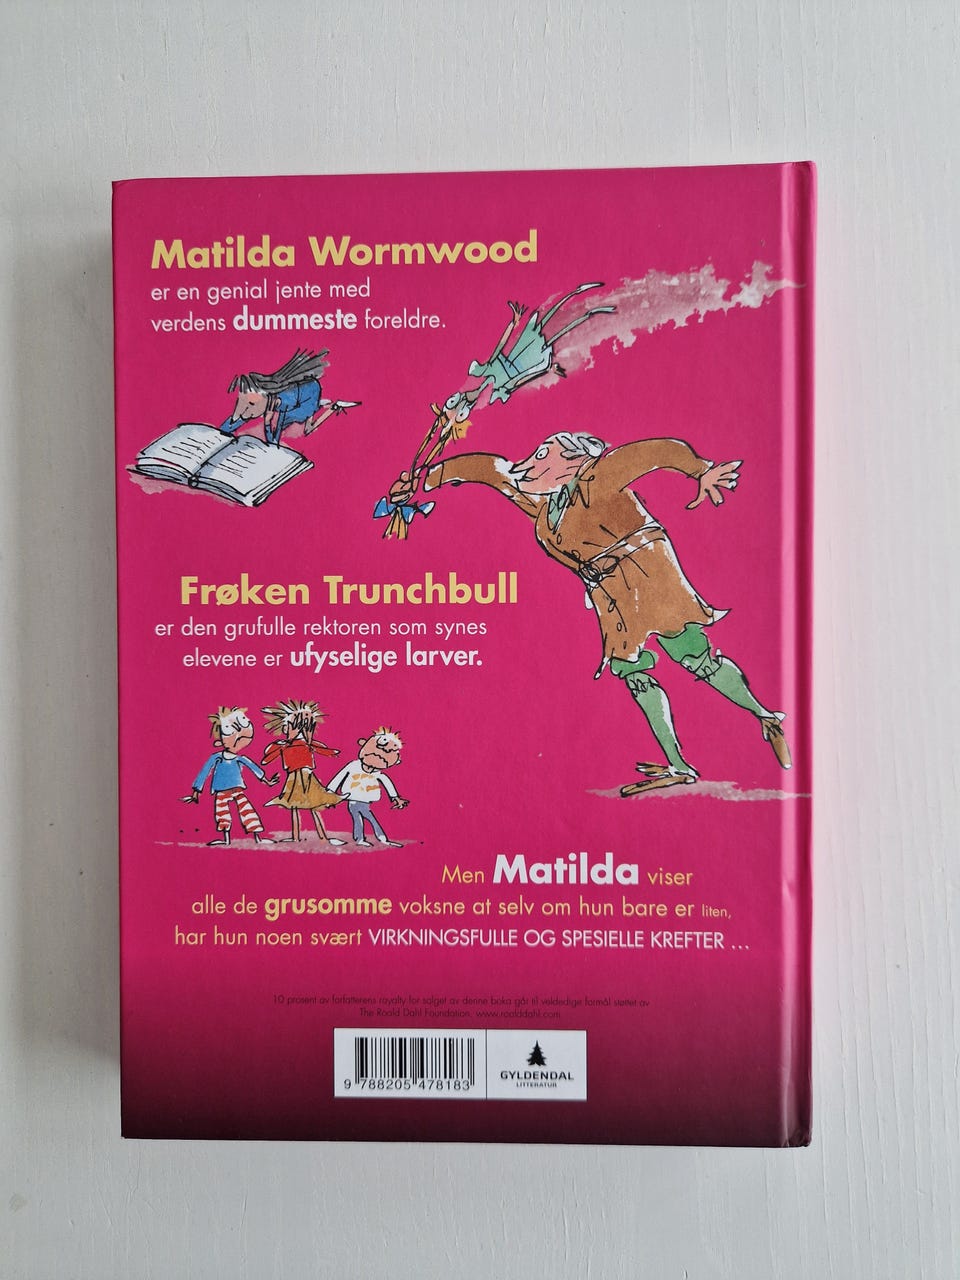 Matilda Wormwood
er en genial jente med
verdens dummeste foreldre.
Frøken Trunchbull
er den grufulle rektoren som synes
elevene er ufyselige larver.
Men Matilda viser
alle de grusomme voksne at selv om hun bare er liten,
har hun noen svært VIRKNINGSFULLE OG SPESIELLE KREFTER ...
10 prosent av forfatterens royalty for salget av denne boka går til veldedige formål støttet av
The Roald Dahl Foundation. www.roalddahl.com
9 788205 478183
GYLDENDAL
LITTERATUR